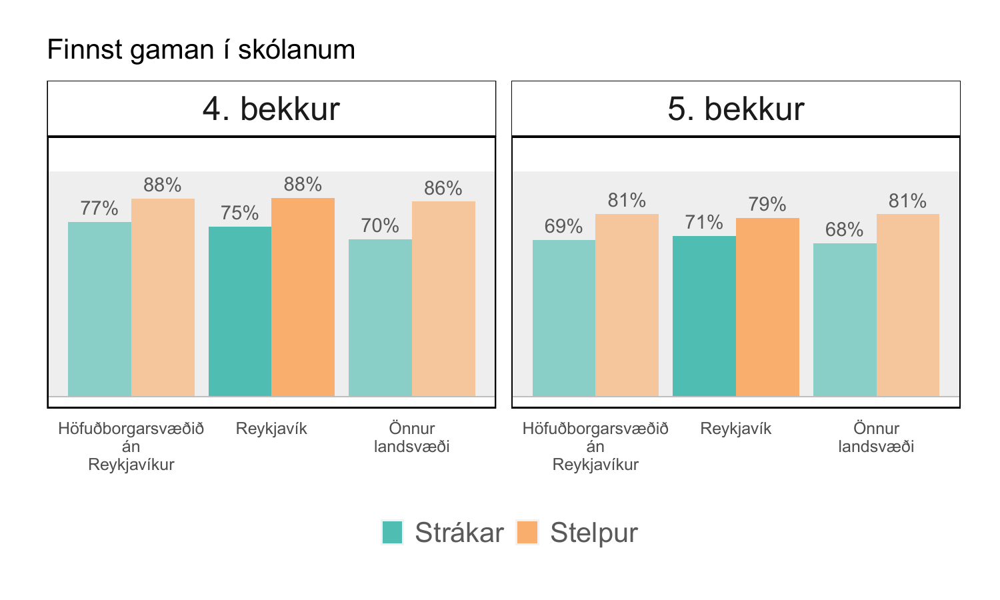 Finnst gaman í skólanum
4. bekkur
5. bekkur
77%
88%
75%
88%
70%
86%
69%
81%
71%
79%
68%
81%
Höfuðborgarsvæðið
án
Reykjavíkur
Reykjavík
Önnur
landsvæði
Höfuðborgarsvæðið
án
Reykjavíkur
Reykjavík
Önnur
landsvæði
Strákar
Stelpur